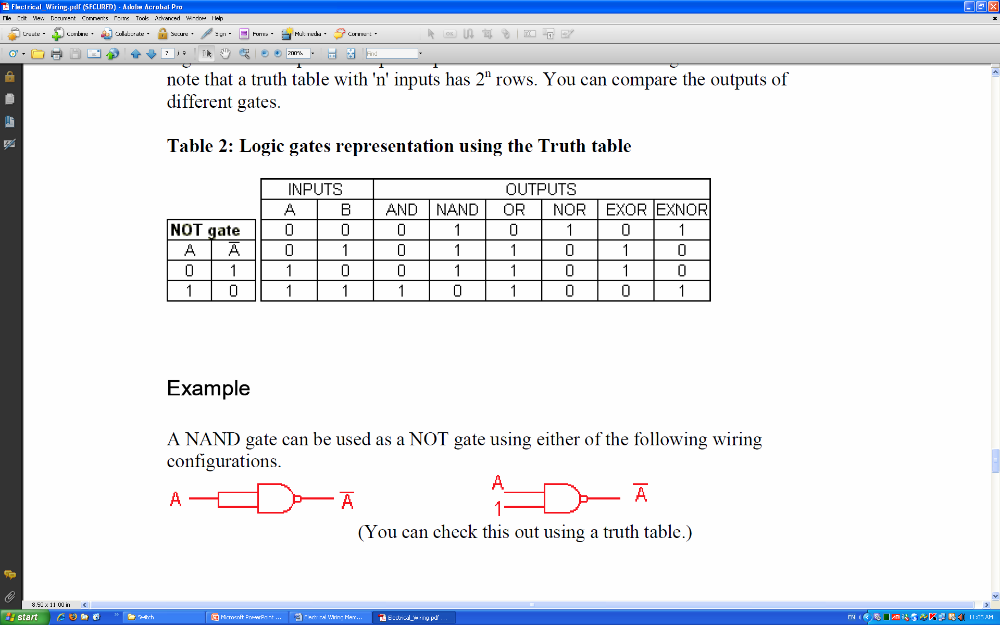 Electrical_Wiring.pdf (SECURED) - Adobe Acrobat Pro
File Edit View Document Comments Forms Tools Advanced Window Help
Create Combine Collaborate Secure Sign Forms Multimedia Comment OK
7 / 9 200% Find
note that a truth table with 'n' inputs has 2ⁿ rows. You can compare the outputs of
different gates.
Table 2: Logic gates representation using the Truth table
INPUTS OUTPUTS
A B AND NAND OR NOR EXOR EXNOR
NOT gate 0 0 0 1 0 1 0 1
A A̅ 0 1 0 1 1 0 1 0
0 1 1 0 0 1 1 0 1 0
1 0 1 1 1 0 1 0 0 1
Example
A NAND gate can be used as a NOT gate using either of the following wiring
configurations.
A A̅ A 1 A̅
(You can check this out using a truth table.)
8.50 x 11.00 in
start Switch Microsoft PowerPoint ... Electrical Wiring Mem... Electrical_Wiring.pdf ... EN ATI 11:05 AM